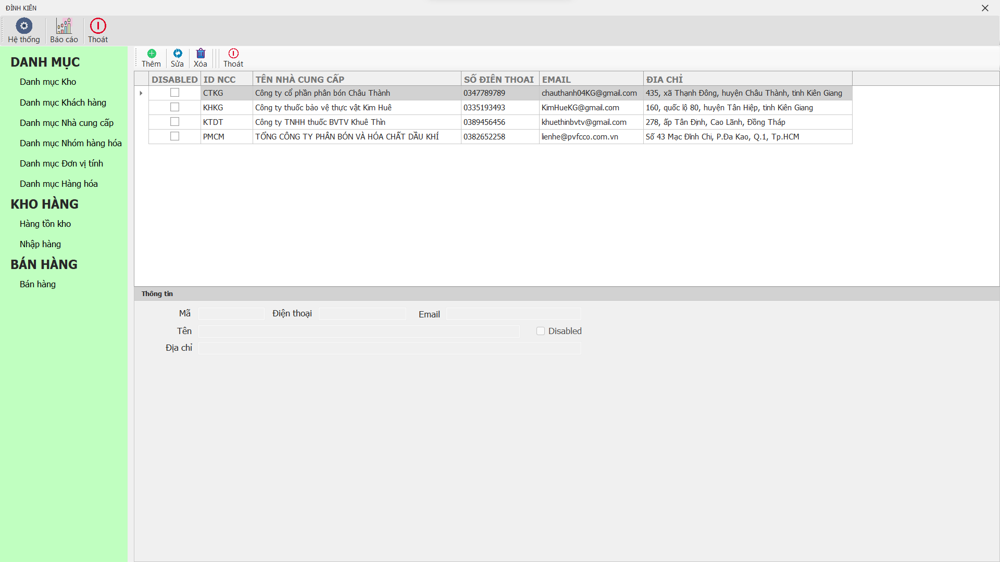 ĐÌNH KIÊN
Hệ thống Báo cáo Thoát
DANH MỤC
Danh mục Kho
Danh mục Khách hàng
Danh mục Nhà cung cấp
Danh mục Nhóm hàng hóa
Danh mục Đơn vị tính
Danh mục Hàng hóa
KHO HÀNG
Hàng tồn kho
Nhập hàng
BÁN HÀNG
Bán hàng
Thêm Sửa Xóa Thoát
DISABLED ID NCC TÊN NHÀ CUNG CẤP SỐ ĐIỆN THOẠI EMAIL ĐỊA CHỈ
CTKG Công ty cổ phần phân bón Châu Thành 0347789789 chauthanh04KG@gmail.com 435, xã Thạnh Đông, huyện Châu Thành, tỉnh Kiên Giang
KHKG Công ty thuốc bảo vệ thực vật Kim Huê 0335193493 KimHueKG@gmail.com 160, quốc lộ 80, huyện Tân Hiệp, tỉnh Kiên Giang
KTDT Công ty TNHH thuốc BVTV Khuê Thìn 0389456456 khuethinbvtv@gmail.com 278, ấp Tân Định, Cao Lãnh, Đồng Tháp
PMCM TỔNG CÔNG TY PHÂN BÓN VÀ HÓA CHẤT DẦU KHÍ 0382652258 lienhe@pvfcco.com.vn Số 43 Mạc Đĩnh Chi, P.Đa Kao, Q.1, Tp.HCM
Thông tin
Mã Điện thoại Email
Tên Disabled
Địa chỉ